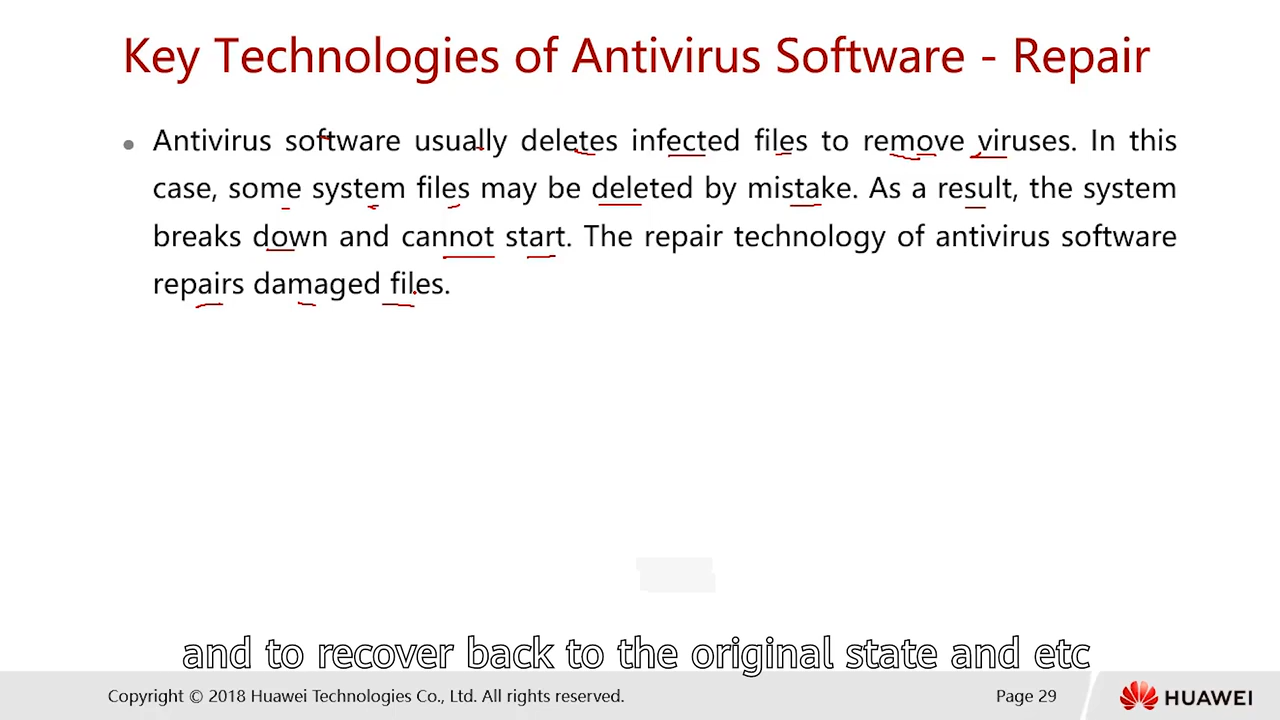 Key Technologies of Antivirus Software - Repair
• Antivirus software usually deletes infected files to remove viruses. In this
case, some system files may be deleted by mistake. As a result, the system
breaks down and cannot start. The repair technology of antivirus software
repairs damaged files.
and to recover back to the original state and etc
Copyright © 2018 Huawei Technologies Co., Ltd. All rights reserved.
Page 29
HUAWEI